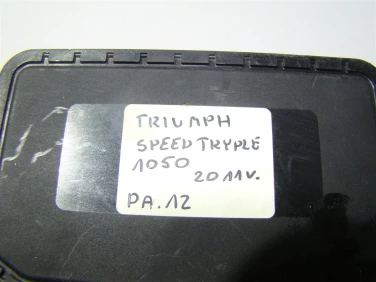 TRIUMPH
SPEED TRYPLE
1050
2011v.
PA.12